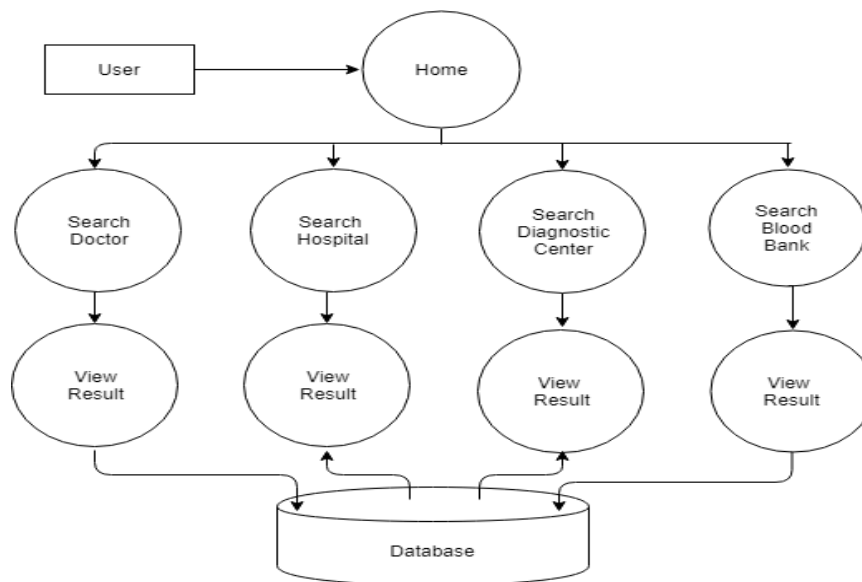 User
Home
Search
Doctor
Search
Hospital
Search
Diagnostic
Center
Search
Blood
Bank
View
Result
View
Result
View
Result
View
Result
Database